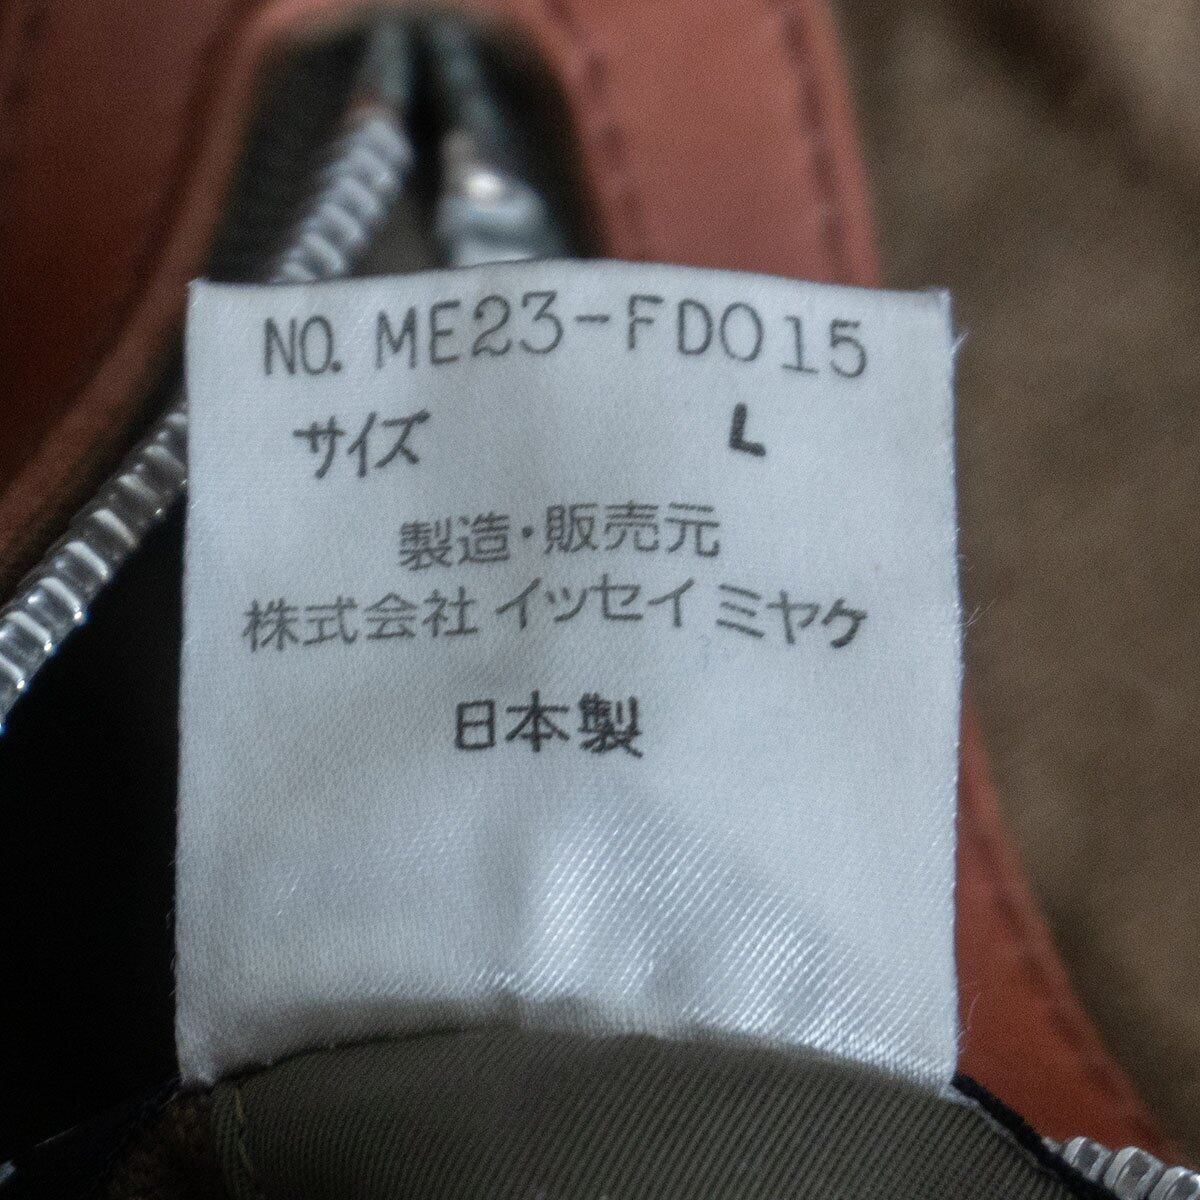 NO. ME23-FD015
サイズ L
製造・販売元
株式会社 イッセイ ミヤケ
日本製